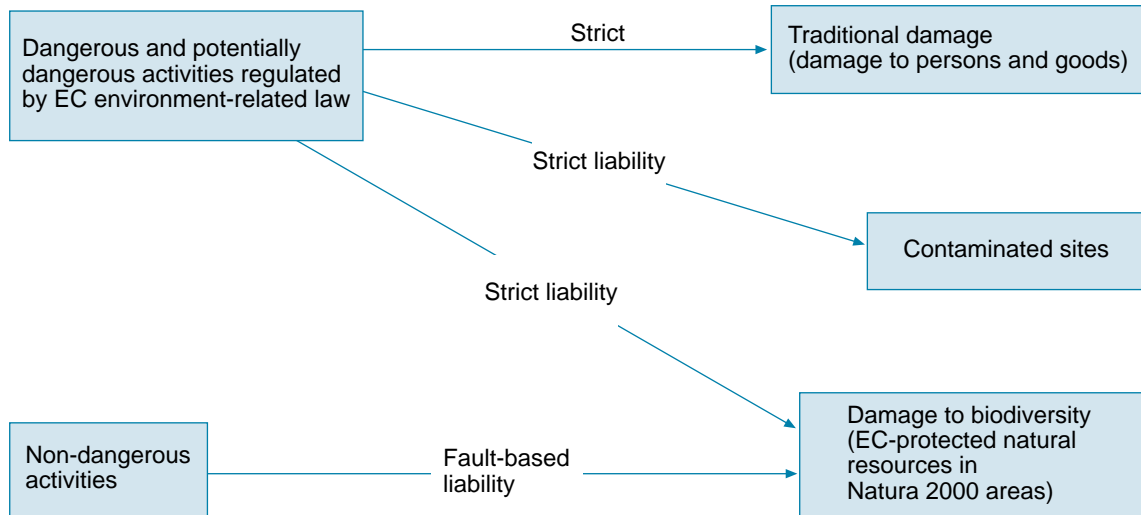 Dangerous and potentially
dangerous activities regulated
by EC environment-related law
Strict
Traditional damage
(damage to persons and goods)
Strict liability
Contaminated sites
Strict liability
Non-dangerous
activities
Fault-based
liability
Damage to biodiversity
(EC-protected natural
resources in
Natura 2000 areas)